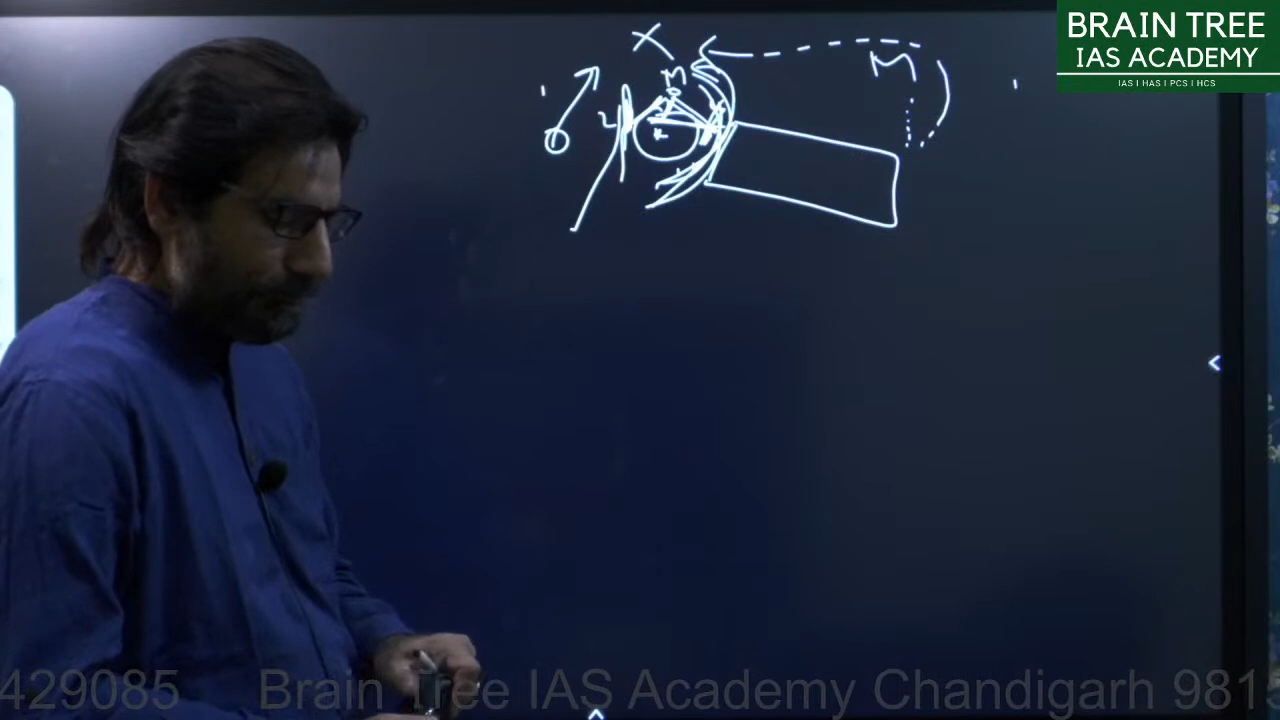 BRAIN TREE
IAS ACADEMY
IAS | HAS | PCS | HCS
X
M
M
429085 Brain Tree IAS Academy Chandigarh 981